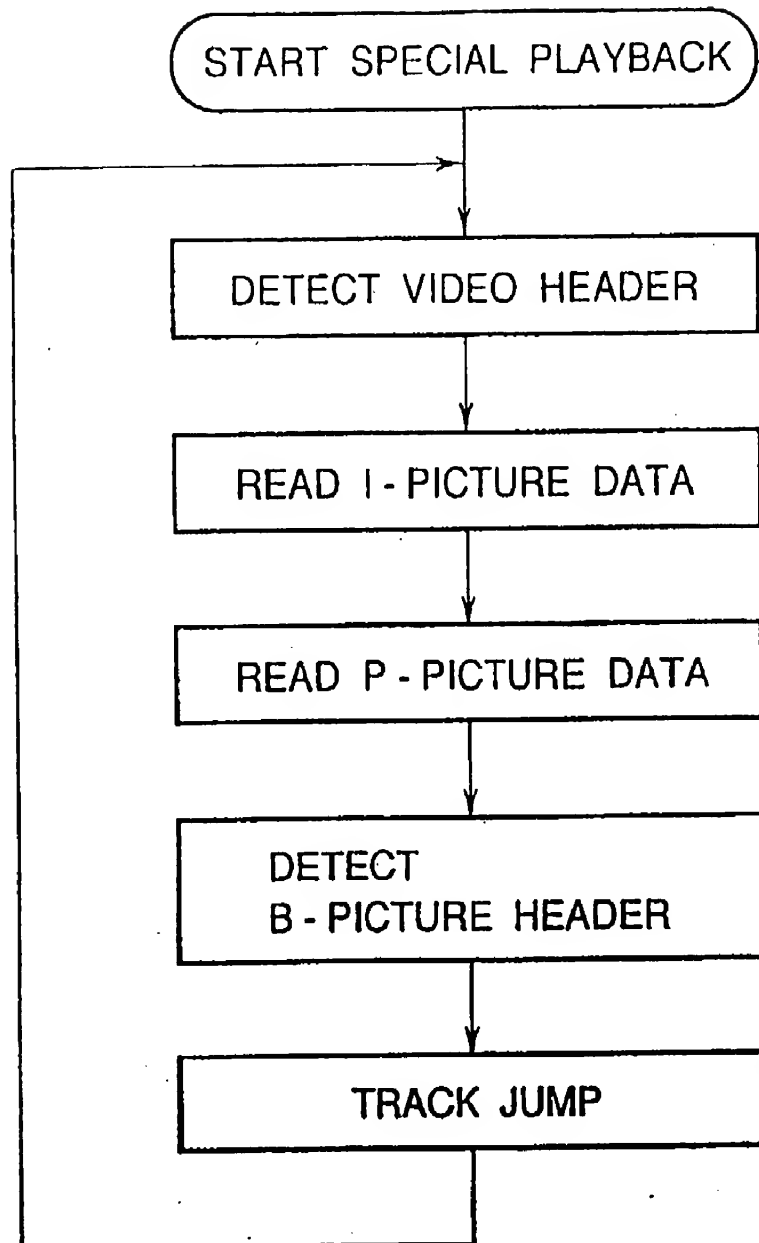 START SPECIAL PLAYBACK
DETECT VIDEO HEADER
READ I - PICTURE DATA
READ P - PICTURE DATA
DETECT
B - PICTURE HEADER
TRACK JUMP